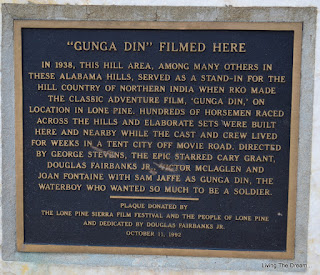 "GUNGA DIN" FILMED HERE
IN 1938, THIS HILL AREA, AMONG MANY OTHERS IN
THESE ALABAMA HILLS, SERVED AS A STAND-IN FOR THE
HILL COUNTRY OF NORTHERN INDIA WHEN RKO MADE
THE CLASSIC ADVENTURE FILM, "GUNGA DIN," ON
LOCATION IN LONE PINE. HUNDREDS OF HORSEMEN RACED
ACROSS THE HILLS AND ELABORATE SETS WERE BUILT
HERE AND NEARBY WHILE THE CAST AND CREW LIVED
FOR WEEKS IN A TENT CITY OFF MOVIE ROAD. DIRECTED
BY GEORGE STEVENS, THE EPIC STARRED CARY GRANT,
DOUGLAS FAIRBANKS JR., VICTOR MCLAGLEN AND
JOAN FONTAINE WITH SAM JAFFE AS GUNGA DIN, THE
WATERBOY WHO WANTED SO MUCH TO BE A SOLDIER.
PLAQUE DONATED BY
THE LONE PINE SIERRA FILM FESTIVAL AND THE PEOPLE OF LONE PINE
AND DEDICATED BY DOUGLAS FAIRBANKS JR.
OCTOBER 11, 1992
Living The Dream